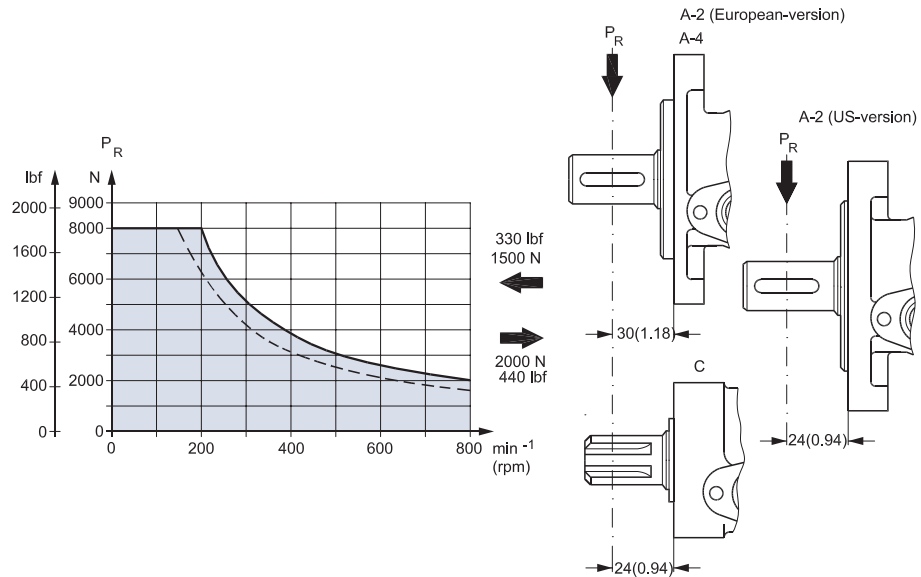 A-2 (European-version)
P R
A-4
A-2 (US-version)
P R
P R
lbf
N
2000
1600
1200
800
400
0
9000
8000
6000
4000
2000
0
0
200
400
600
800
min -1
(rpm)
330 lbf
1500 N
2000 N
440 lbf
30(1.18)
C
24(0.94)
24(0.94)